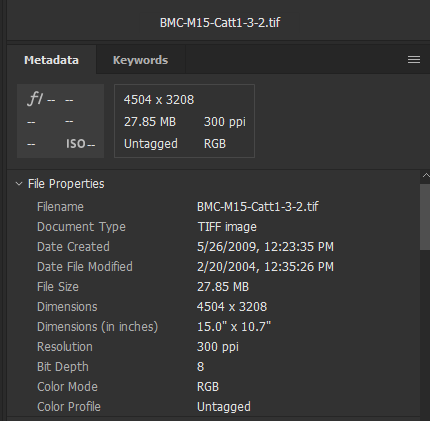 BMC-M15-Catt1-3-2.tif
Metadata Keywords
f/ -- --
-- --
-- ISO --
4504 x 3208
27.85 MB 300 ppi
Untagged RGB
File Properties
Filename BMC-M15-Catt1-3-2.tif
Document Type TIFF image
Date Created 5/26/2009, 12:23:35 PM
Date File Modified 2/20/2004, 12:35:26 PM
File Size 27.85 MB
Dimensions 4504 x 3208
Dimensions (in inches) 15.0" x 10.7"
Resolution 300 ppi
Bit Depth 8
Color Mode RGB
Color Profile Untagged